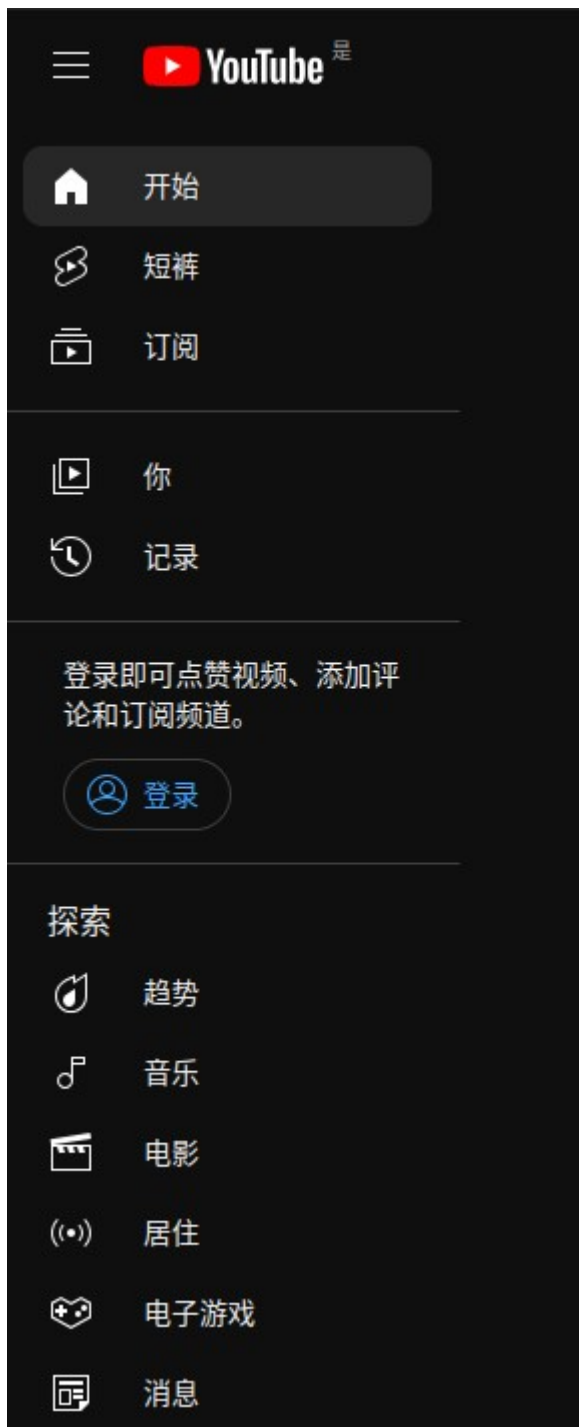 YouTube 是
开始
短裤
订阅
你
记录
登录即可点赞视频、添加评
论和订阅频道。
登录
探索
趋势
音乐
电影
居住
电子游戏
消息